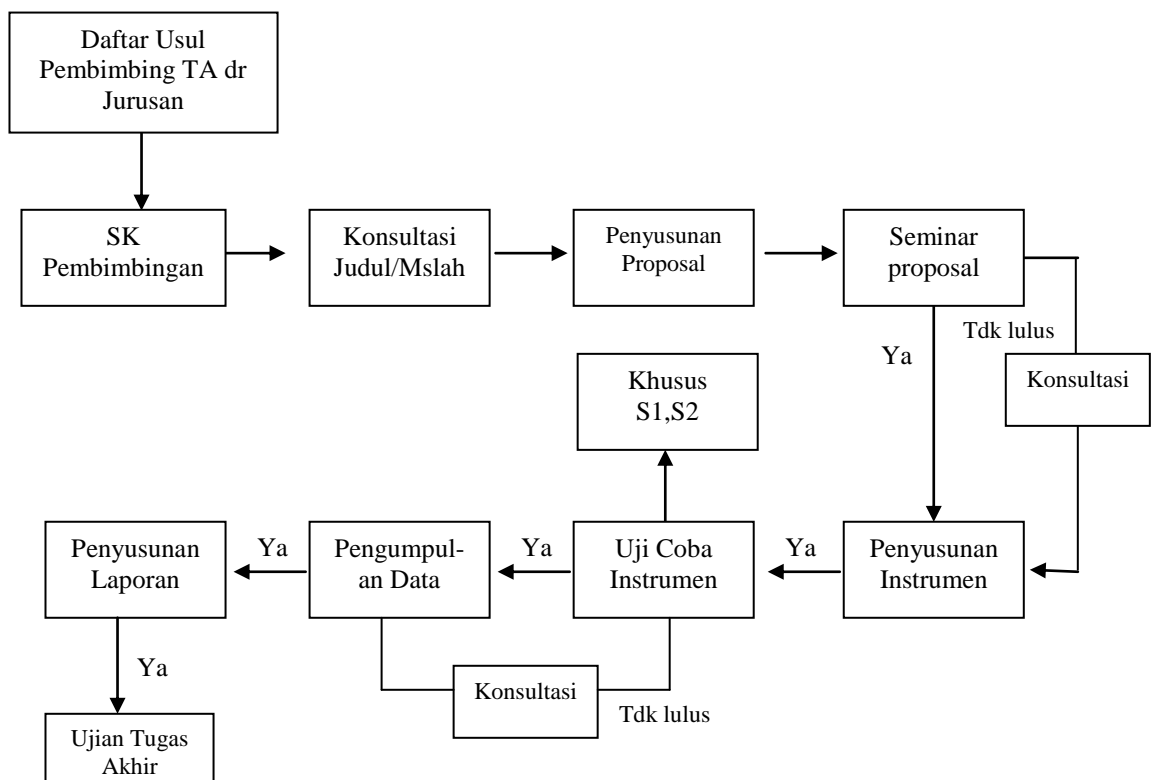 Daftar Usul
Pembimbing TA dr
Jurusan
SK
Pembimbingan
Konsultasi
Judul/Mslah
Penyusunan
Proposal
Seminar
proposal
Tdk lulus
Ya
Konsultasi
Khusus
S1,S2
Penyusunan
Laporan
Ya
Pengumpul-
an Data
Ya
Uji Coba
Instrumen
Ya
Penyusunan
Instrumen
Ya
Konsultasi
Tdk lulus
Ujian Tugas
Akhir